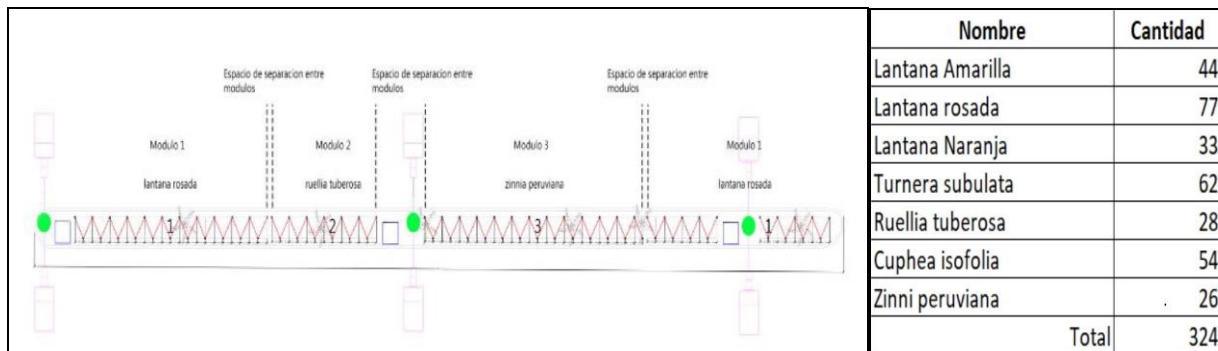 Espacio de separacion entre
modulos
Espacio de separacion entre
modulos
Espacio de separacion entre
modulos
Modulo 1
Modulo 2
Modulo 3
Modulo 1
lantana rosada
ruellia tuberosa
zinnia peruviana
lantana rosada
1
2
3
1
Nombre Cantidad
Lantana Amarilla 44
Lantana rosada 77
Lantana Naranja 33
Turnera subulata 62
Ruellia tuberosa 28
Cuphea isofolia 54
Zinni peruviana . 26
Total 324